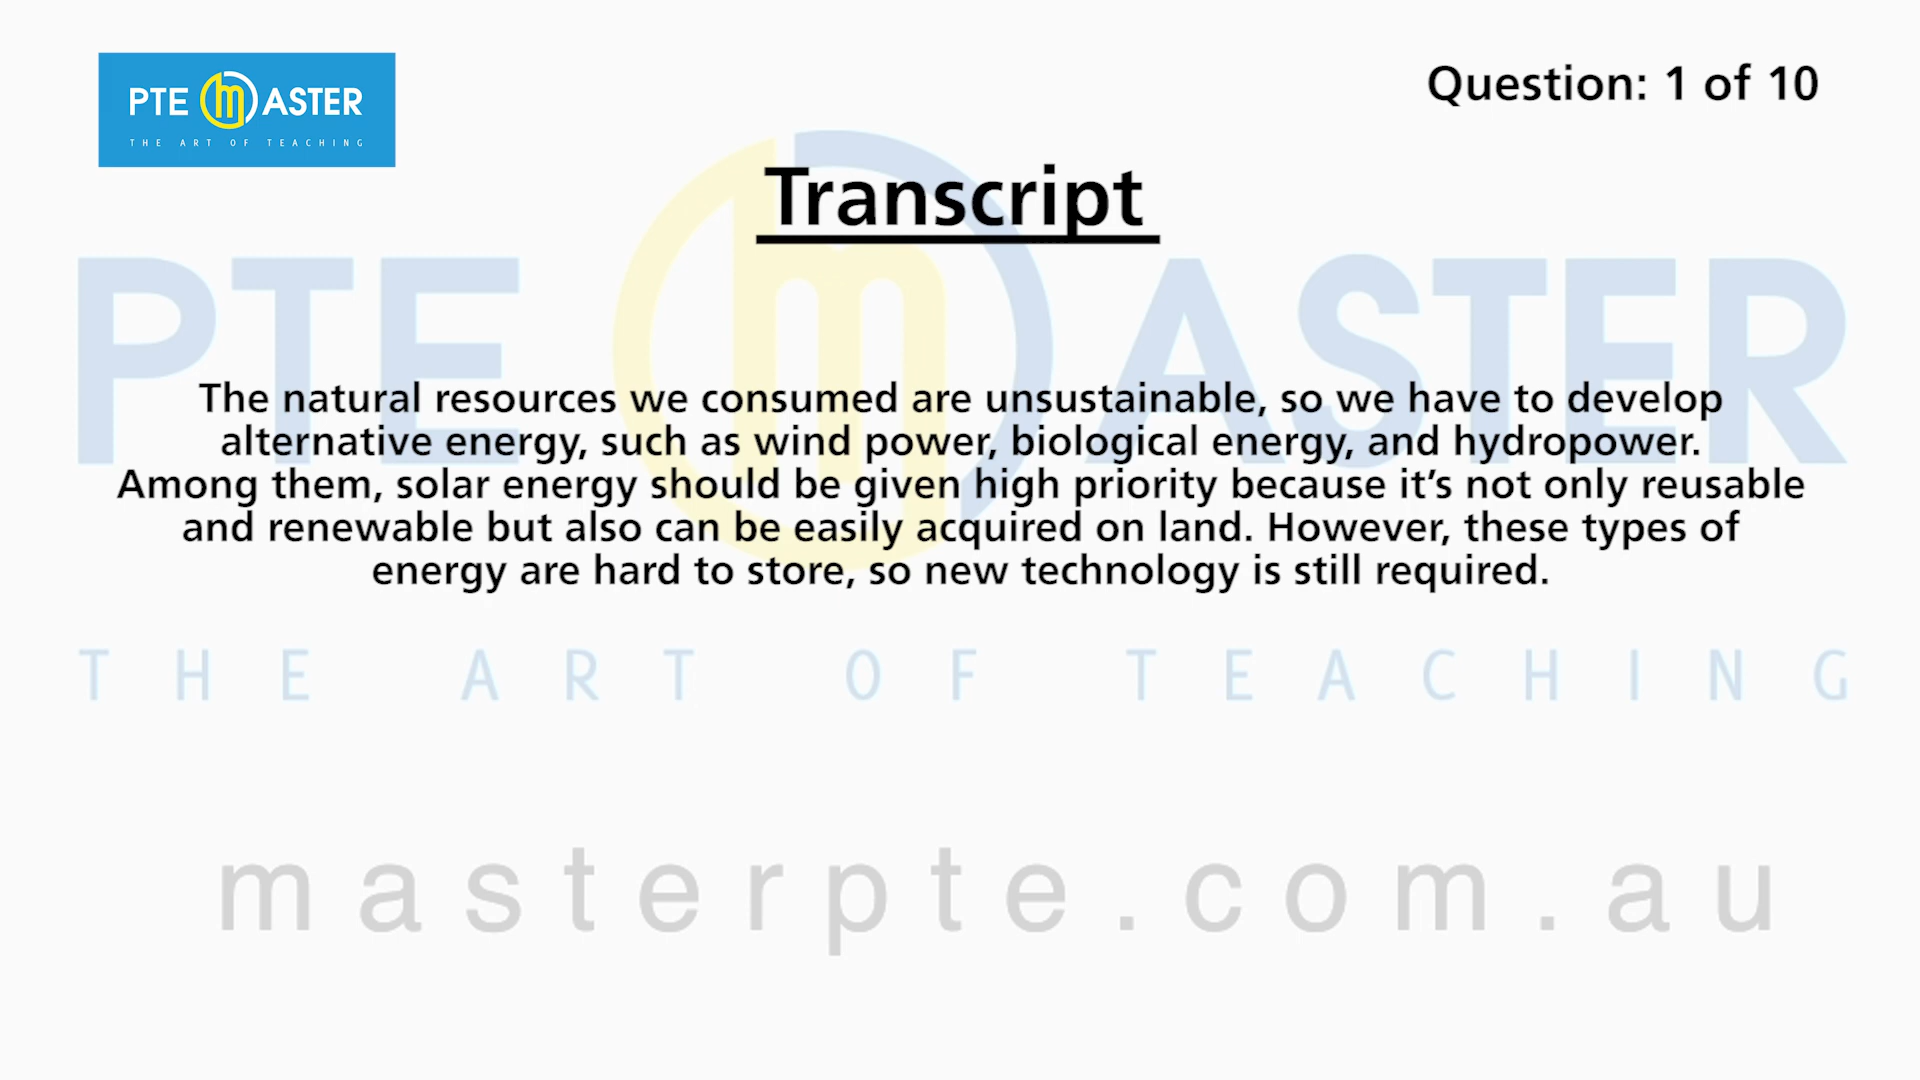 PTE MASTER
THE ART OF TEACHING
Question: 1 of 10
Transcript
PTE MASTER
The natural resources we consumed are unsustainable, so we have to develop
alternative energy, such as wind power, biological energy, and hydropower.
Among them, solar energy should be given high priority because it’s not only reusable
and renewable but also can be easily acquired on land. However, these types of
energy are hard to store, so new technology is still required.
THE ART OF TEACHING
masterpte.com.au